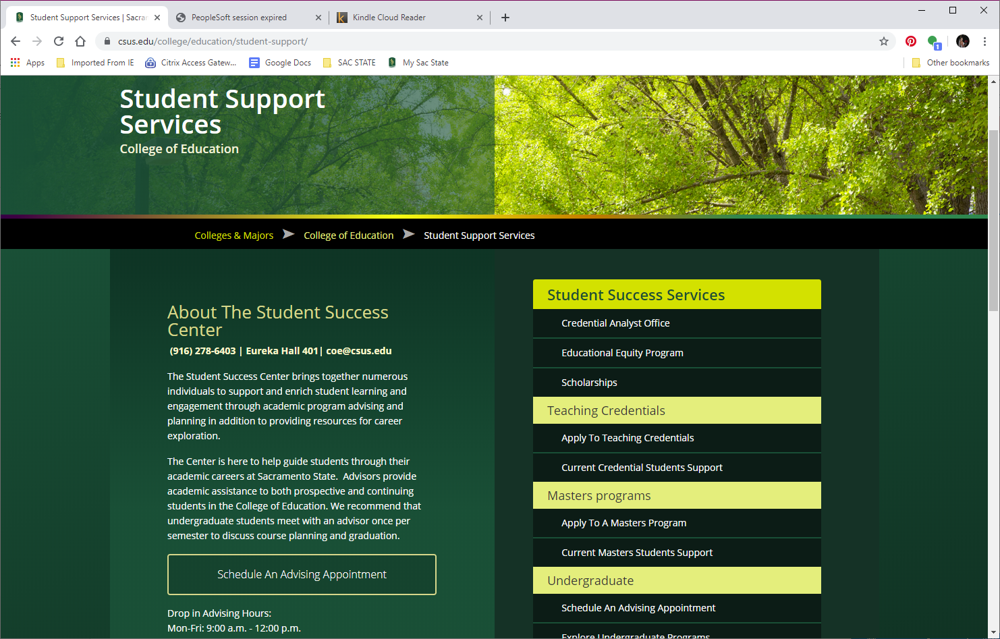 Student Support Services | Sacra
PeopleSoft session expired
Kindle Cloud Reader
csus.edu/college/education/student-support/
1
Apps
Imported From IE
Citrix Access Gatew...
Google Docs
SAC STATE
My Sac State
Other bookmarks
Student Support
Services
College of Education
Colleges & Majors
College of Education
Student Support Services
About The Student Success
Center
(916) 278-6403 | Eureka Hall 401| coe@csus.edu
The Student Success Center brings together numerous
individuals to support and enrich student learning and
engagement through academic program advising and
planning in addition to providing resources for career
exploration.
The Center is here to help guide students through their
academic careers at Sacramento State.  Advisors provide
academic assistance to both prospective and continuing
students in the College of Education. We recommend that
undergraduate students meet with an advisor once per
semester to discuss course planning and graduation.
Schedule An Advising Appointment
Drop in Advising Hours:
Mon-Fri: 9:00 a.m. - 12:00 p.m.
Student Success Services
Credential Analyst Office
Educational Equity Program
Scholarships
Teaching Credentials
Apply To Teaching Credentials
Current Credential Students Support
Masters programs
Apply To A Masters Program
Current Masters Students Support
Undergraduate
Schedule An Advising Appointment
Explore Undergraduate Programs